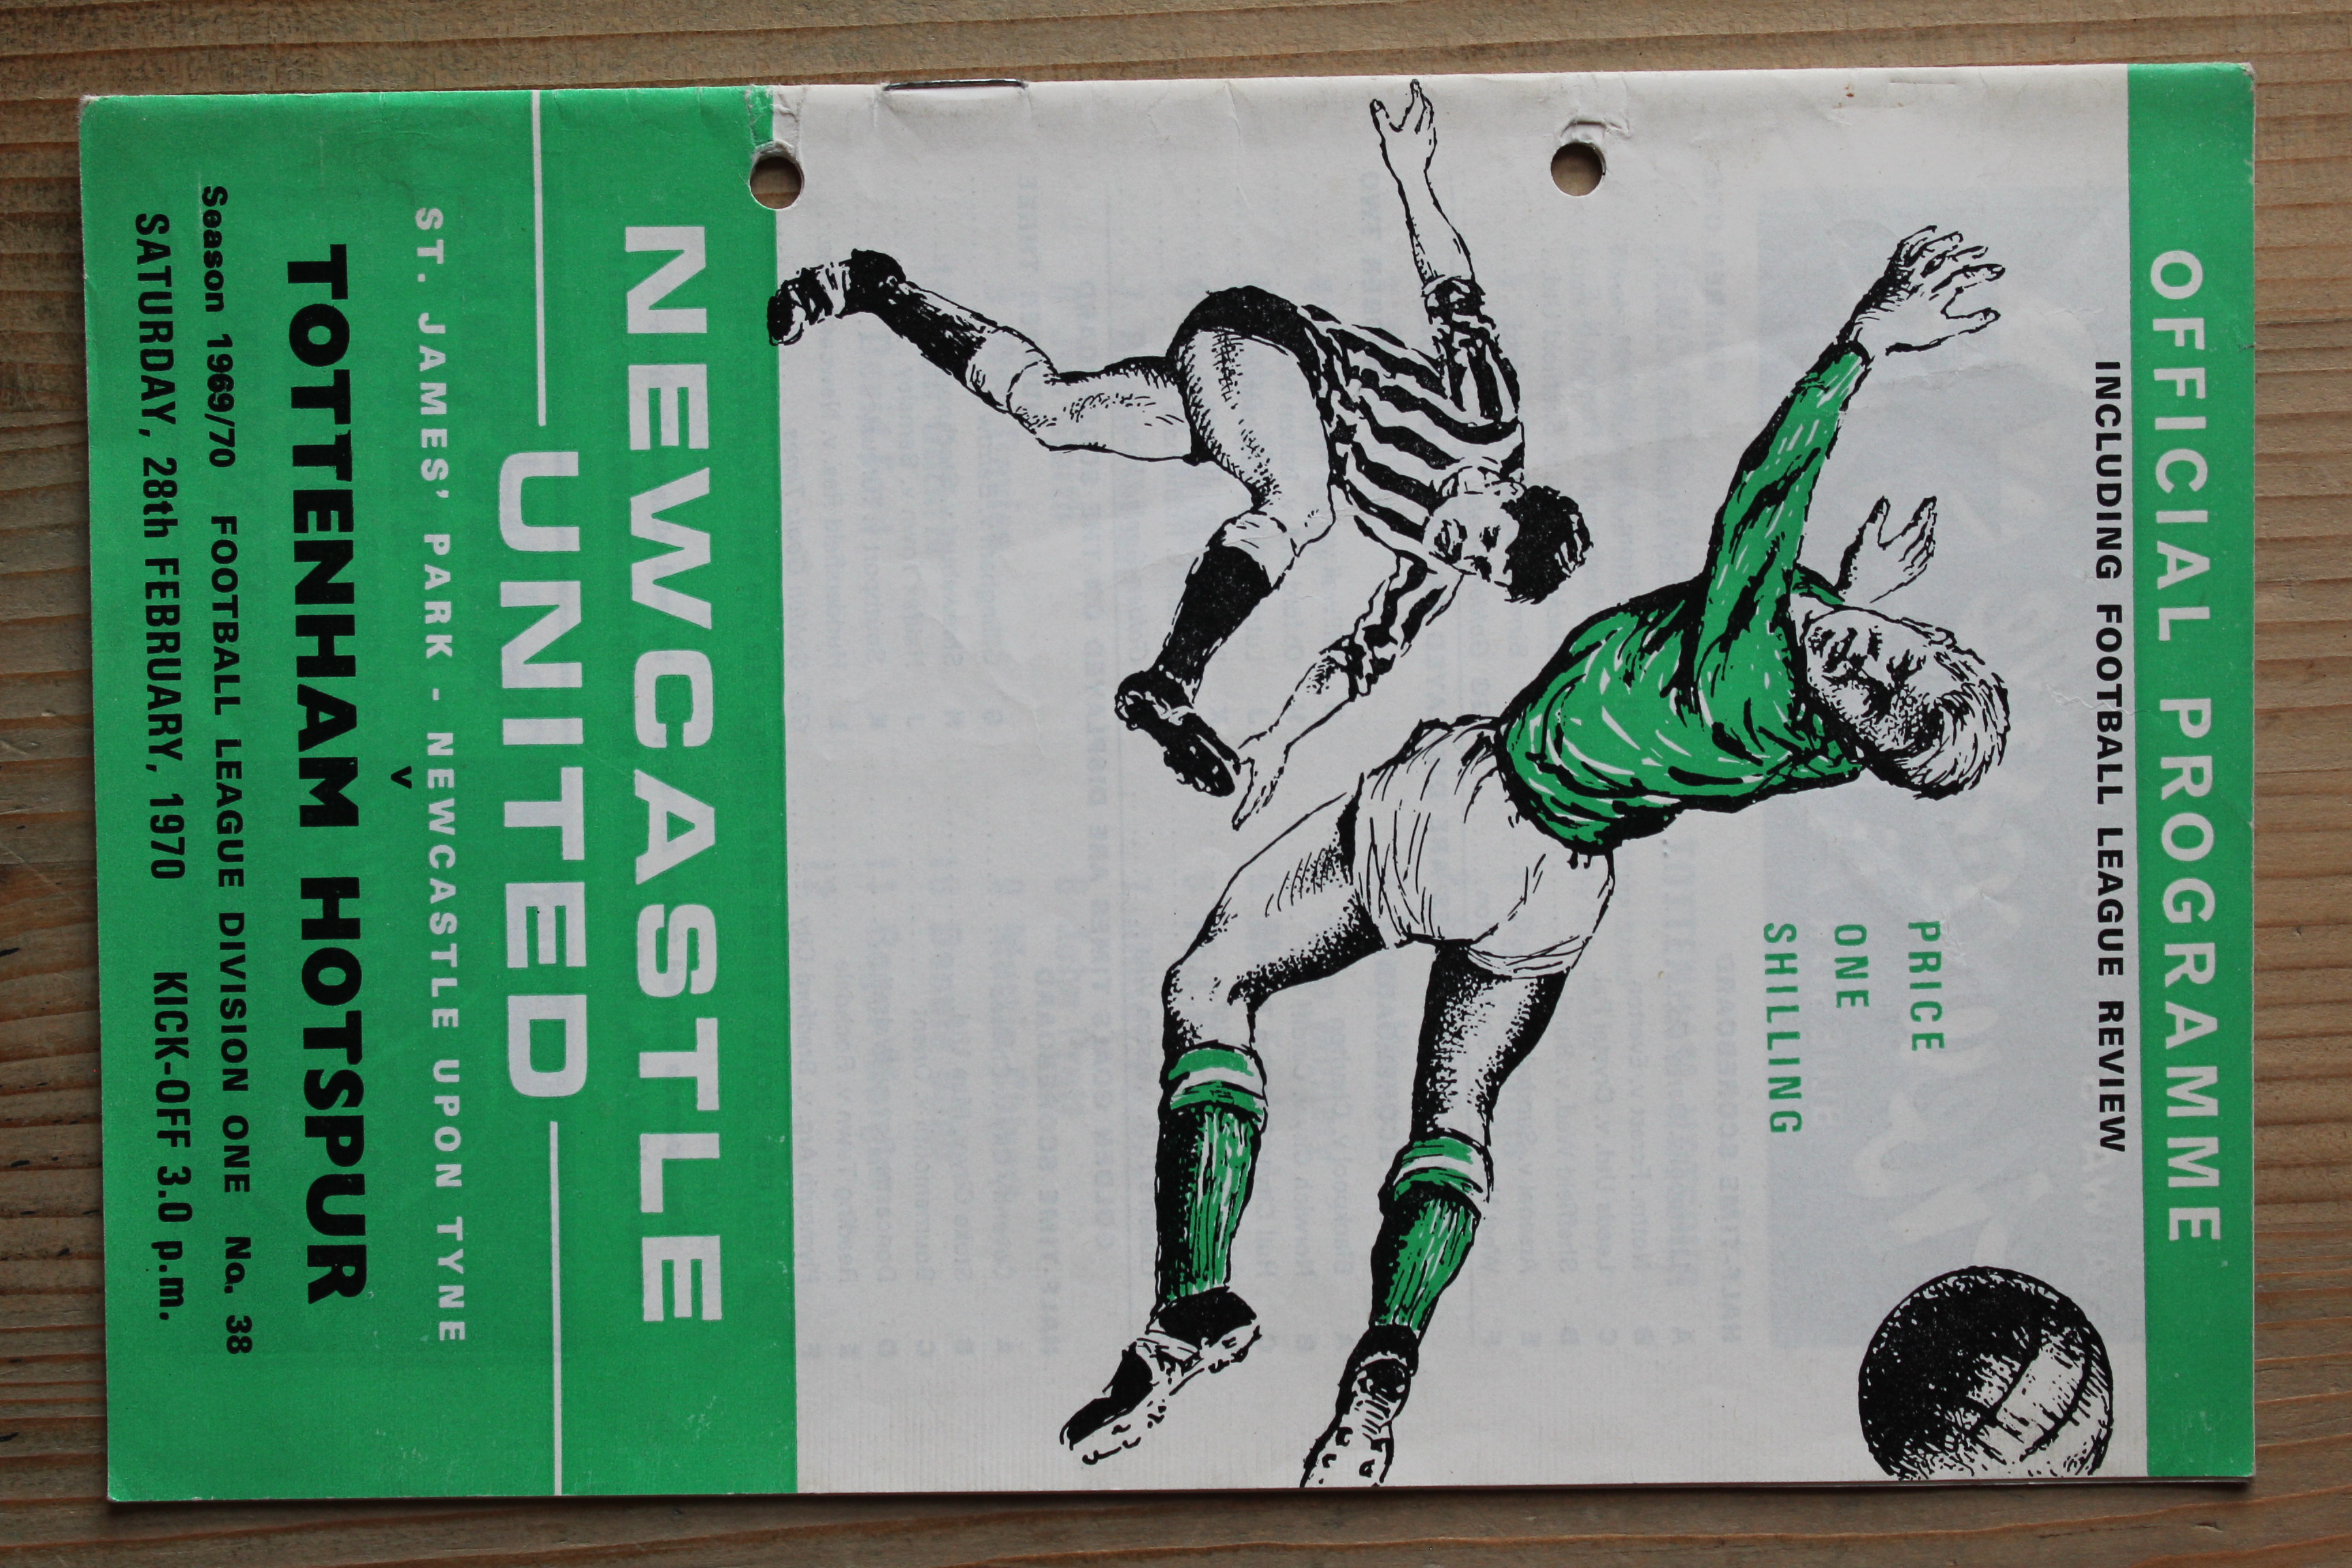 OFFICIAL PROGRAMME
INCLUDING FOOTBALL LEAGUE REVIEW
PRICE
ONE
SHILLING
NEWCASTLE
UNITED
ST. JAMES' PARK - NEWCASTLE UPON TYNE
v
TOTTENHAM HOTSPUR
Season 1969/70 FOOTBALL LEAGUE DIVISION ONE No. 38
SATURDAY, 28th FEBRUARY, 1970 KICK-OFF 3.0 p.m.